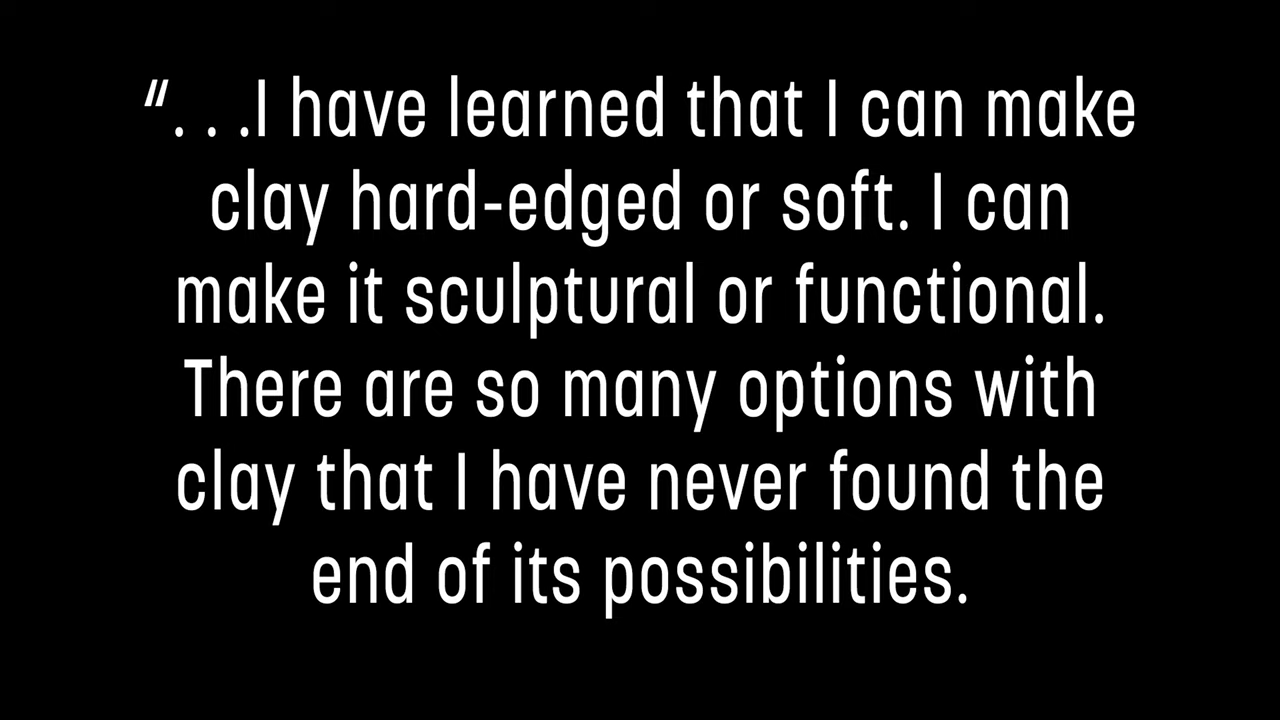 “. . .I have learned that I can make
clay hard-edged or soft. I can
make it sculptural or functional.
There are so many options with
clay that I have never found the
end of its possibilities.